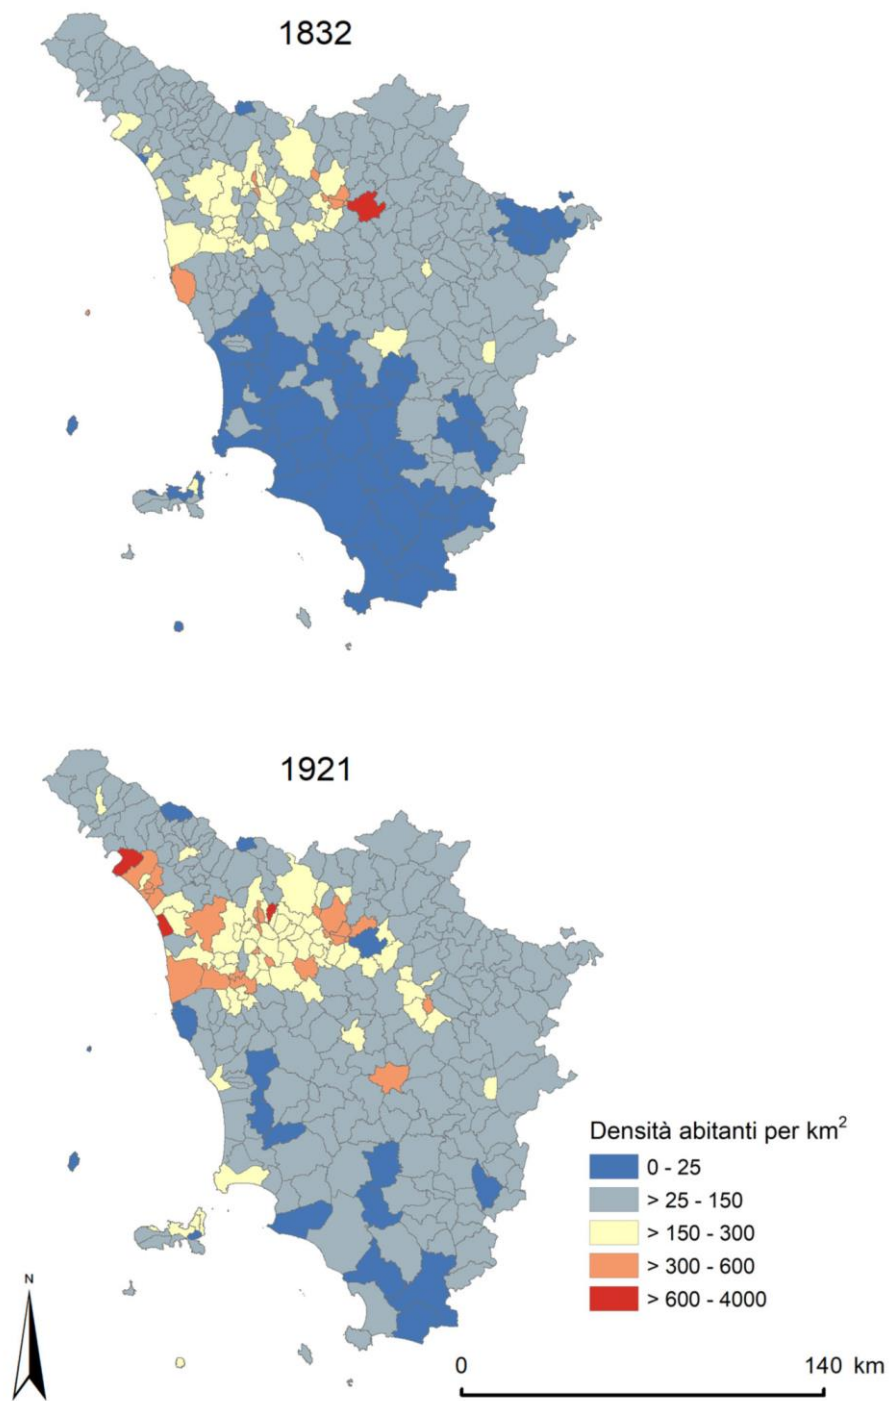 1832
1921
Densità abitanti per km²
0 - 25
> 25 - 150
> 150 - 300
> 300 - 600
> 600 - 4000
N
0 140 km